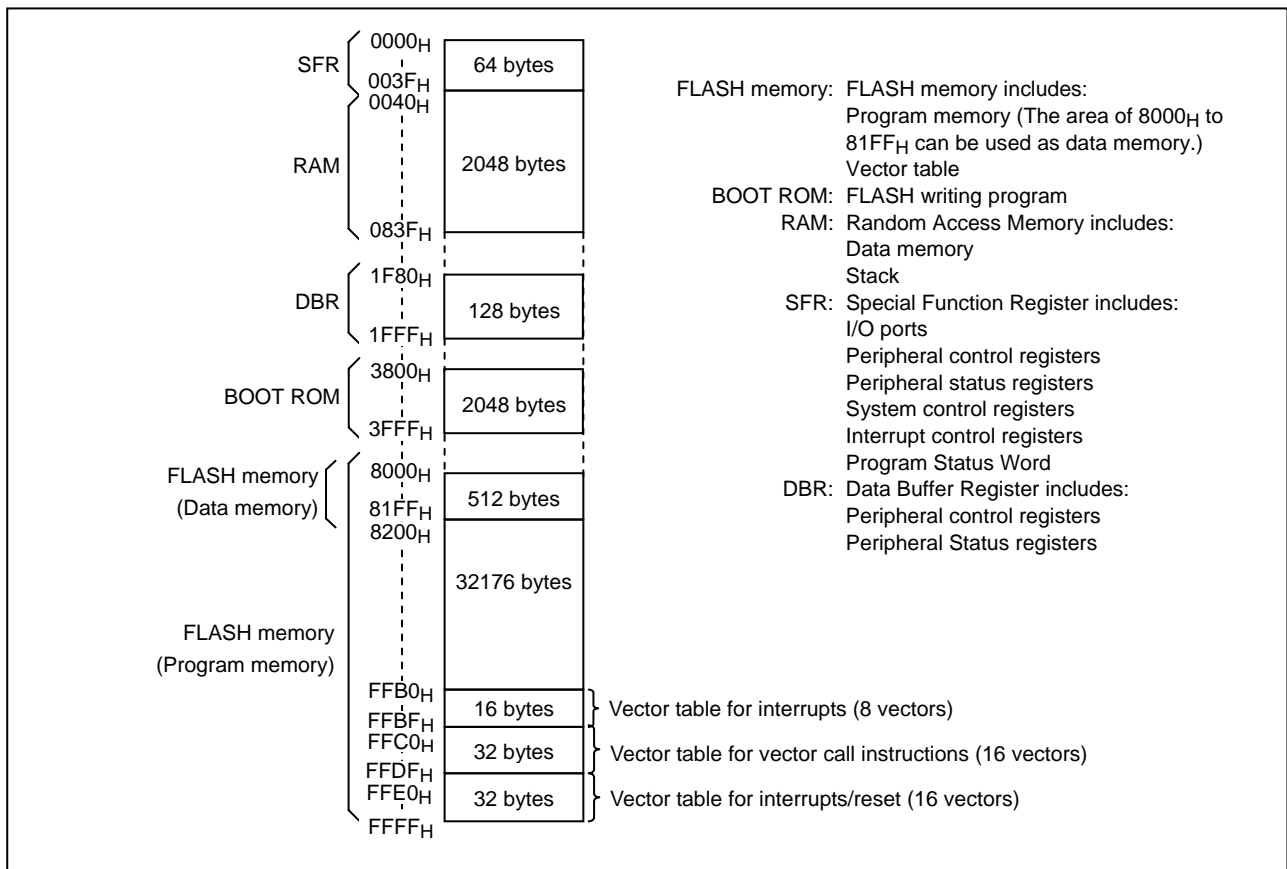 0000H
SFR
64 bytes
003FH
0040H
RAM
2048 bytes
083FH
1F80H
DBR
128 bytes
1FFFH
3800H
BOOT ROM
2048 bytes
3FFFH
FLASH memory
(Data memory)
8000H
512 bytes
81FFH
8200H
32176 bytes
FLASH memory
(Program memory)
FFB0H
16 bytes
Vector table for interrupts (8 vectors)
FFBFH
FFC0H
32 bytes
Vector table for vector call instructions (16 vectors)
FFDFH
FFE0H
32 bytes
Vector table for interrupts/reset (16 vectors)
FFFFH
FLASH memory: FLASH memory includes:
Program memory (The area of 8000H to
81FFH can be used as data memory.)
Vector table
BOOT ROM: FLASH writing program
RAM: Random Access Memory includes:
Data memory
Stack
SFR: Special Function Register includes:
I/O ports
Peripheral control registers
Peripheral status registers
System control registers
Interrupt control registers
Program Status Word
DBR: Data Buffer Register includes:
Peripheral control registers
Peripheral Status registers